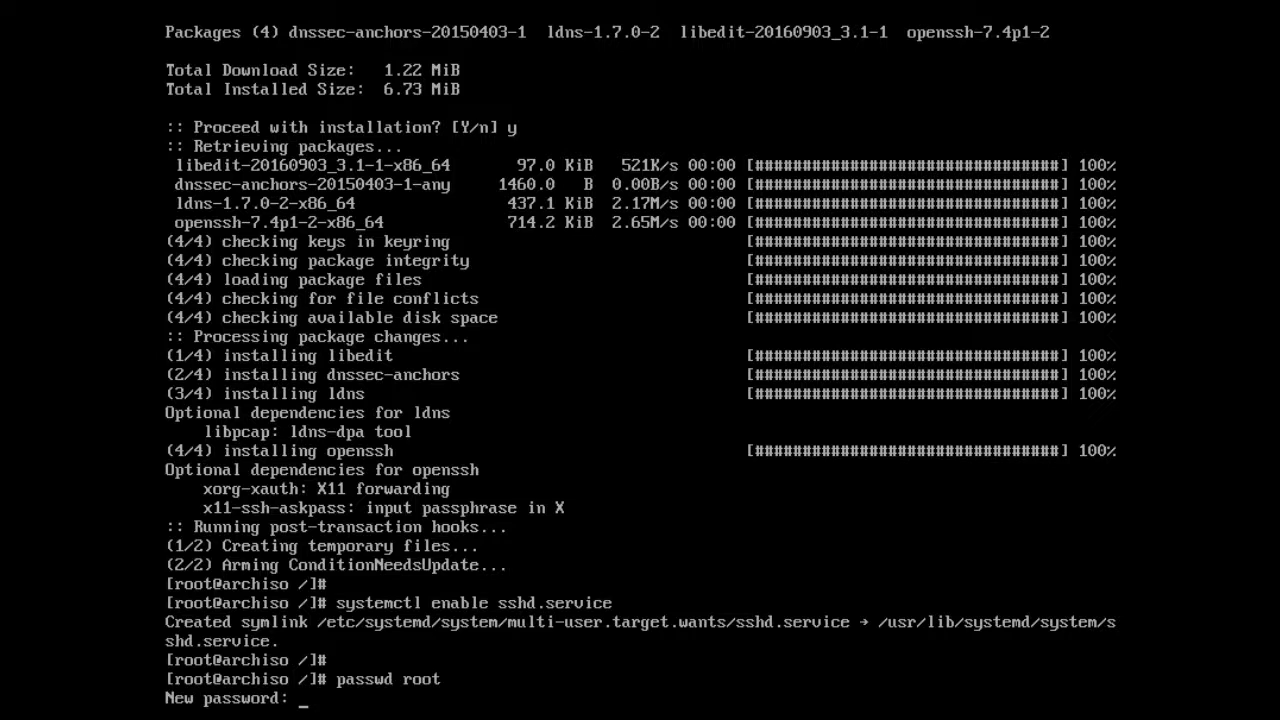 Packages (4) dnssec-anchors-20150403-1  ldns-1.7.0-2  libedit-20160903_3.1-1  openssh-7.4p1-2
Total Download Size:   1.22 MiB
Total Installed Size:  6.73 MiB
:: Proceed with installation? [Y/n] y
:: Retrieving packages...
 libedit-20160903_3.1-1-x86_64       97.0 KiB   521K/s 00:00 [################################] 100%
 dnssec-anchors-20150403-1-any     1460.0   B  0.00B/s 00:00 [################################] 100%
 ldns-1.7.0-2-x86_64                437.1 KiB  2.17M/s 00:00 [################################] 100%
 openssh-7.4p1-2-x86_64             714.2 KiB  2.65M/s 00:00 [################################] 100%
(4/4) checking keys in keyring                               [################################] 100%
(4/4) checking package integrity                             [################################] 100%
(4/4) loading package files                                  [################################] 100%
(4/4) checking for file conflicts                            [################################] 100%
(4/4) checking available disk space                          [################################] 100%
:: Processing package changes...
(1/4) installing libedit                                     [################################] 100%
(2/4) installing dnssec-anchors                              [################################] 100%
(3/4) installing ldns                                        [################################] 100%
Optional dependencies for ldns
    libpcap: ldns-dpa tool
(4/4) installing openssh                                     [################################] 100%
Optional dependencies for openssh
    xorg-xauth: X11 forwarding
    x11-ssh-askpass: input passphrase in X
:: Running post-transaction hooks...
(1/2) Creating temporary files...
(2/2) Arming ConditionNeedsUpdate...
[root@archiso /]#
[root@archiso /]# systemctl enable sshd.service
Created symlink /etc/systemd/system/multi-user.target.wants/sshd.service → /usr/lib/systemd/system/s
shd.service.
[root@archiso /]#
[root@archiso /]# passwd root
New password: _